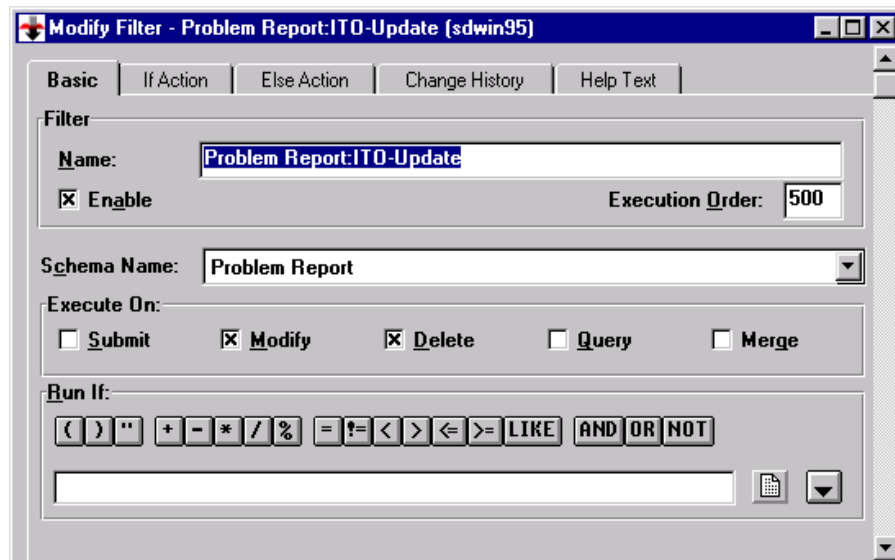 Modify Filter - Problem Report:ITO-Update (sdwin95)
Basic If Action Else Action Change History Help Text
Filter
Name: Problem Report:ITO-Update
Enable Execution Order: 500
Schema Name: Problem Report
Execute On:
Submit Modify Delete Query Merge
Run If:
( ) " + - * / % = != < > <= >= LIKE AND OR NOT